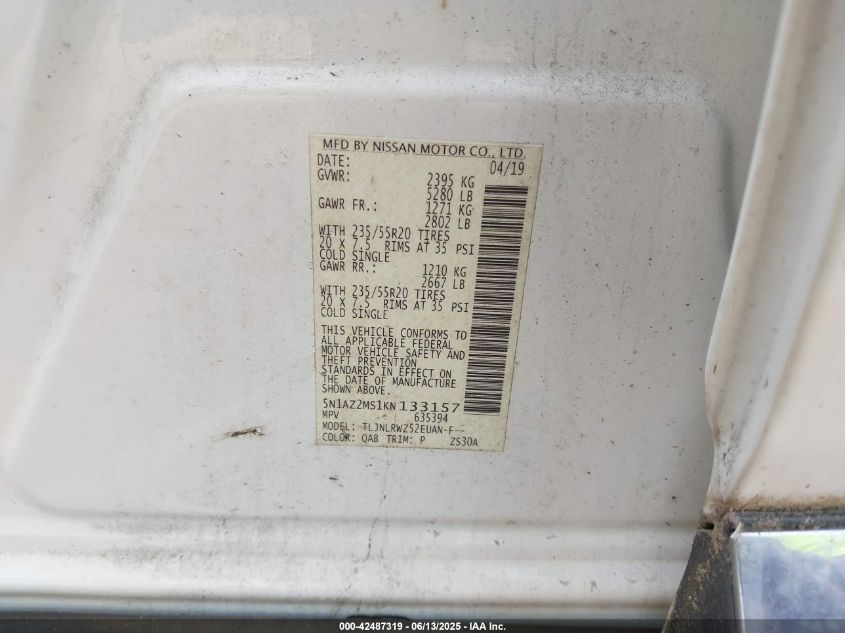 MFD BY NISSAN MOTOR CO., LTD.
DATE: 04/19
GVWR: 2395 KG
5280 LB
GAWR FR.: 1271 KG
2802 LB
WITH 235/55R20 TIRES
20 X 7.5 RIMS AT 35 PSI
COLD SINGLE
GAWR RR.: 1210 KG
2667 LB
WITH 235/55R20 TIRES
20 X 7.5 RIMS AT 35 PSI
COLD SINGLE
THIS VEHICLE CONFORMS TO
ALL APPLICABLE FEDERAL
MOTOR VEHICLE SAFETY AND
THEFT PREVENTION
STANDARDS IN EFFECT ON
THE DATE OF MANUFACTURE
SHOWN ABOVE.
5N1AZ2MS1KN 133157
MPV 635394
MODEL: TLJNLRWZ52EUAN-F--
COLOR: QAB TRIM: P ZS30A
000-42487319 - 06/13/2025 - IAA Inc.